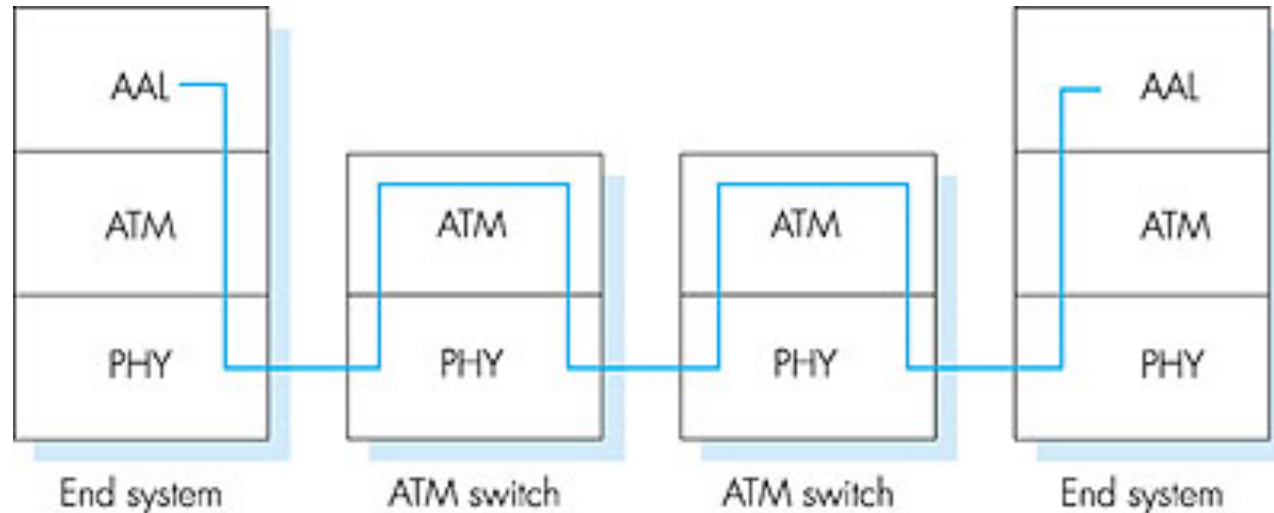 AAL
AAL
ATM
ATM
ATM
ATM
PHY
PHY
PHY
PHY
End system
ATM switch
ATM switch
End system